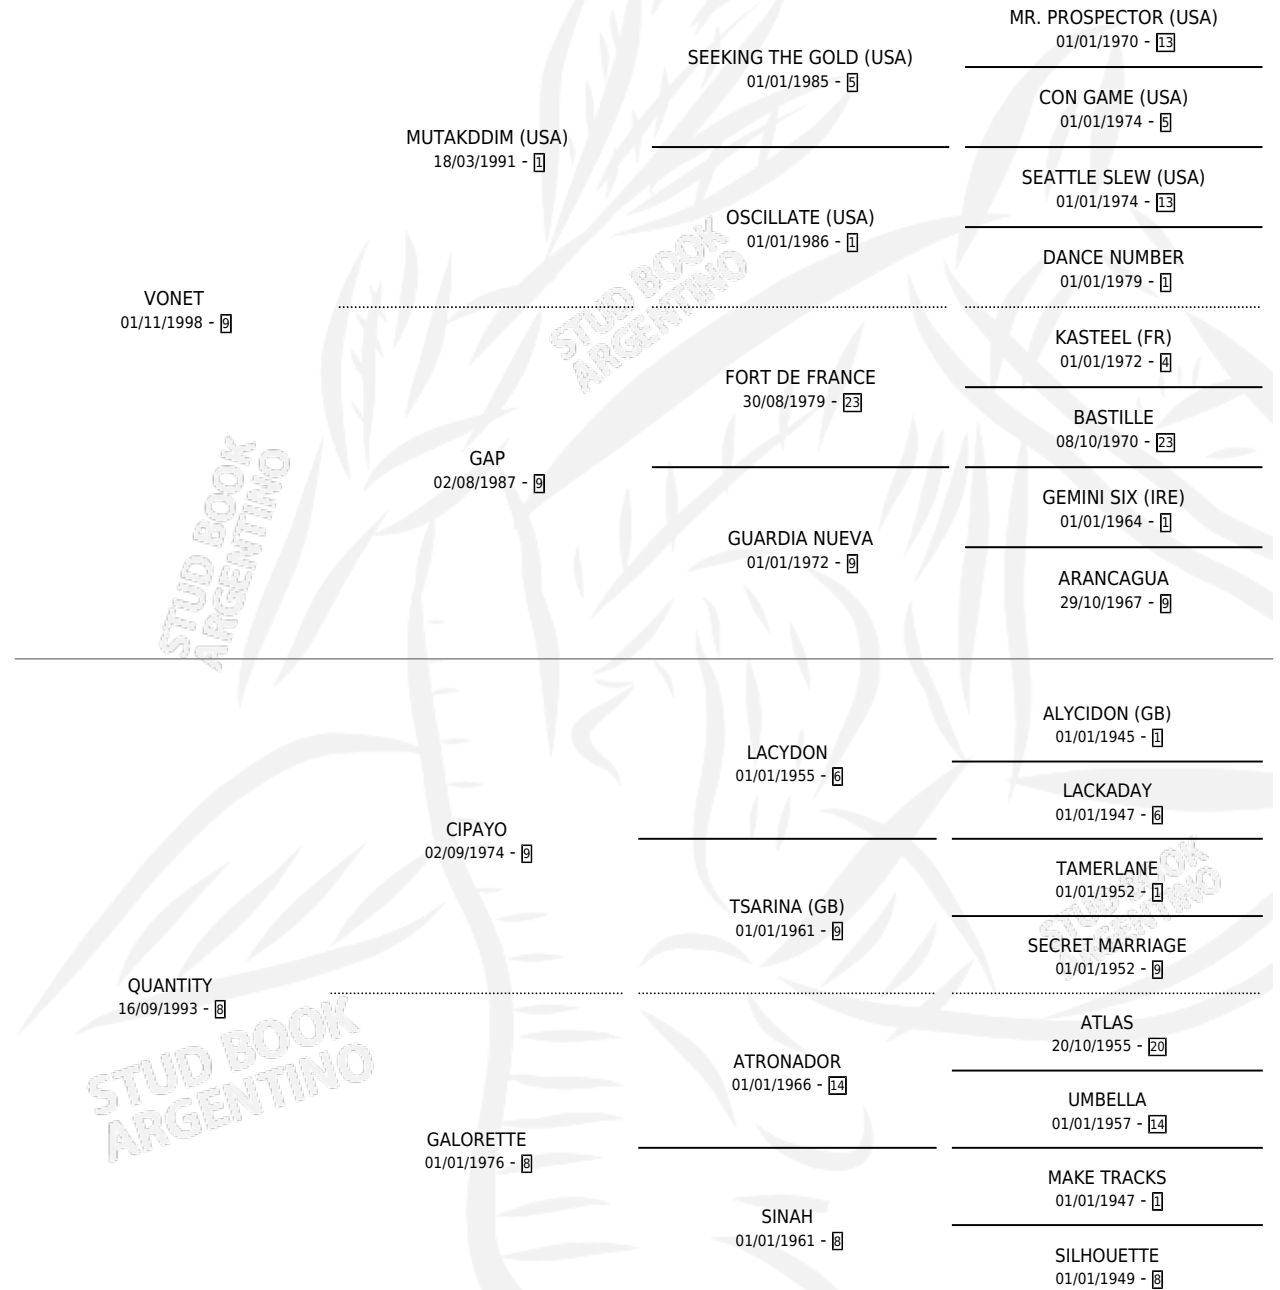 MR. PROSPECTOR (USA)
01/01/1970 - 13
SEEKING THE GOLD (USA)
01/01/1985 - 5
CON GAME (USA)
01/01/1974 - 5
MUTAKDDIM (USA)
18/03/1991 - 1
SEATTLE SLEW (USA)
01/01/1974 - 13
OSCILLATE (USA)
01/01/1986 - 1
DANCE NUMBER
01/01/1979 - 1
VONET
01/11/1998 - 9
KASTEEL (FR)
01/01/1972 - 4
FORT DE FRANCE
30/08/1979 - 23
BASTILLE
08/10/1970 - 23
GAP
02/08/1987 - 9
GEMINI SIX (IRE)
01/01/1964 - 1
GUARDIA NUEVA
01/01/1972 - 9
ARANCAGUA
29/10/1967 - 9
ALYCIDON (GB)
01/01/1945 - 1
LACYDON
01/01/1955 - 6
LACKADAY
01/01/1947 - 6
CIPAYO
02/09/1974 - 9
TAMERLANE
01/01/1952 - 1
TSARINA (GB)
01/01/1961 - 9
SECRET MARRIAGE
01/01/1952 - 9
QUANTITY
16/09/1993 - 8
ATLAS
20/10/1955 - 20
ATRONADOR
01/01/1966 - 14
UMBELLA
01/01/1957 - 14
GALORETTE
01/01/1976 - 8
MAKE TRACKS
01/01/1947 - 1
SINAH
01/01/1961 - 8
SILHOUETTE
01/01/1949 - 8
STUD BOOK
ARGENTINO
STUD BOOK
ARGENTINO
STUD BOOK
ARGENTINO
STUD BOOK
ARGENTINO